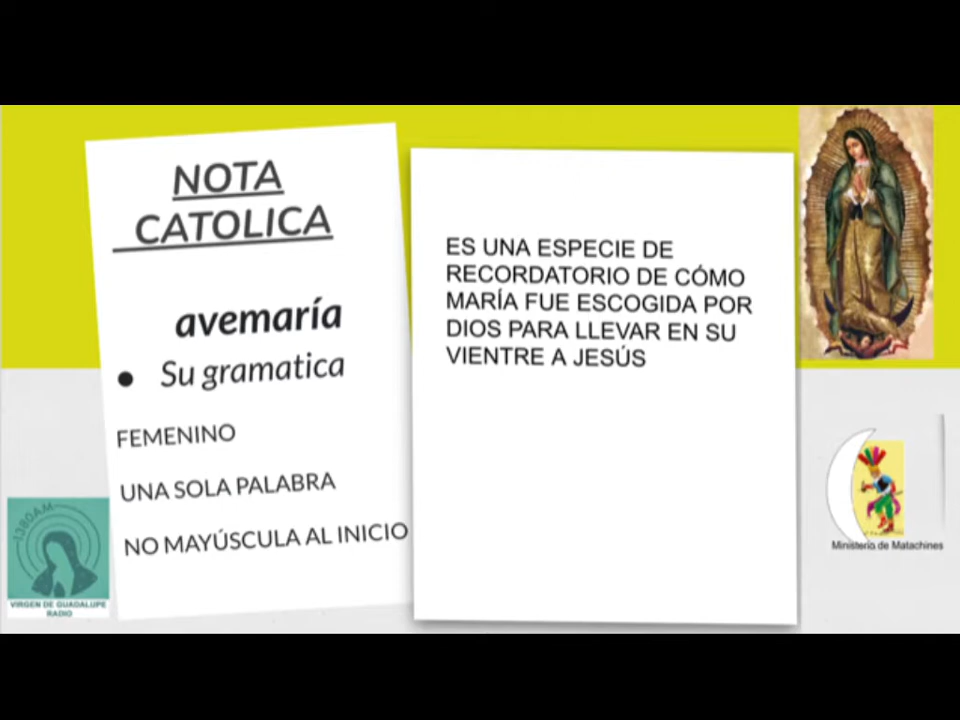 NOTA
CATOLICA
avemaría
● Su gramatica
FEMENINO
UNA SOLA PALABRA
NO MAYÚSCULA AL INICIO
ES UNA ESPECIE DE
RECORDATORIO DE CÓMO
MARÍA FUE ESCOGIDA POR
DIOS PARA LLEVAR EN SU
VIENTRE A JESÚS
1380AM
VIRGEN DE GUADALUPE
RADIO
Ministerio de Matachines